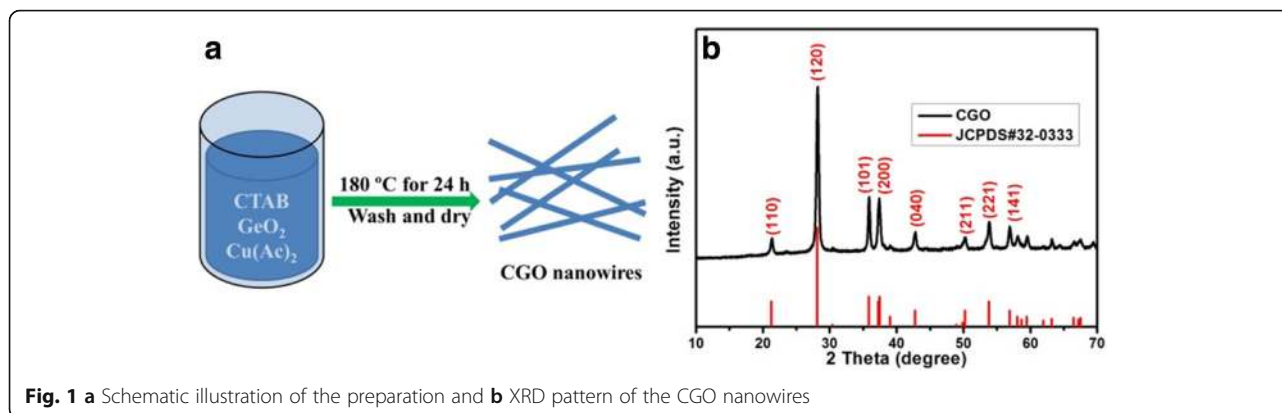 a
CTAB
GeO₂
Cu(Ac)₂
180 ºC for 24 h
Wash and dry
CGO nanowires
b
Intensity (a.u.)
(110)
(120)
(101)
(200)
(040)
(211)
(221)
(141)
CGO
JCPDS#32-0333
10 20 30 40 50 60 70
2 Theta (degree)
Fig. 1 a Schematic illustration of the preparation and b XRD pattern of the CGO nanowires